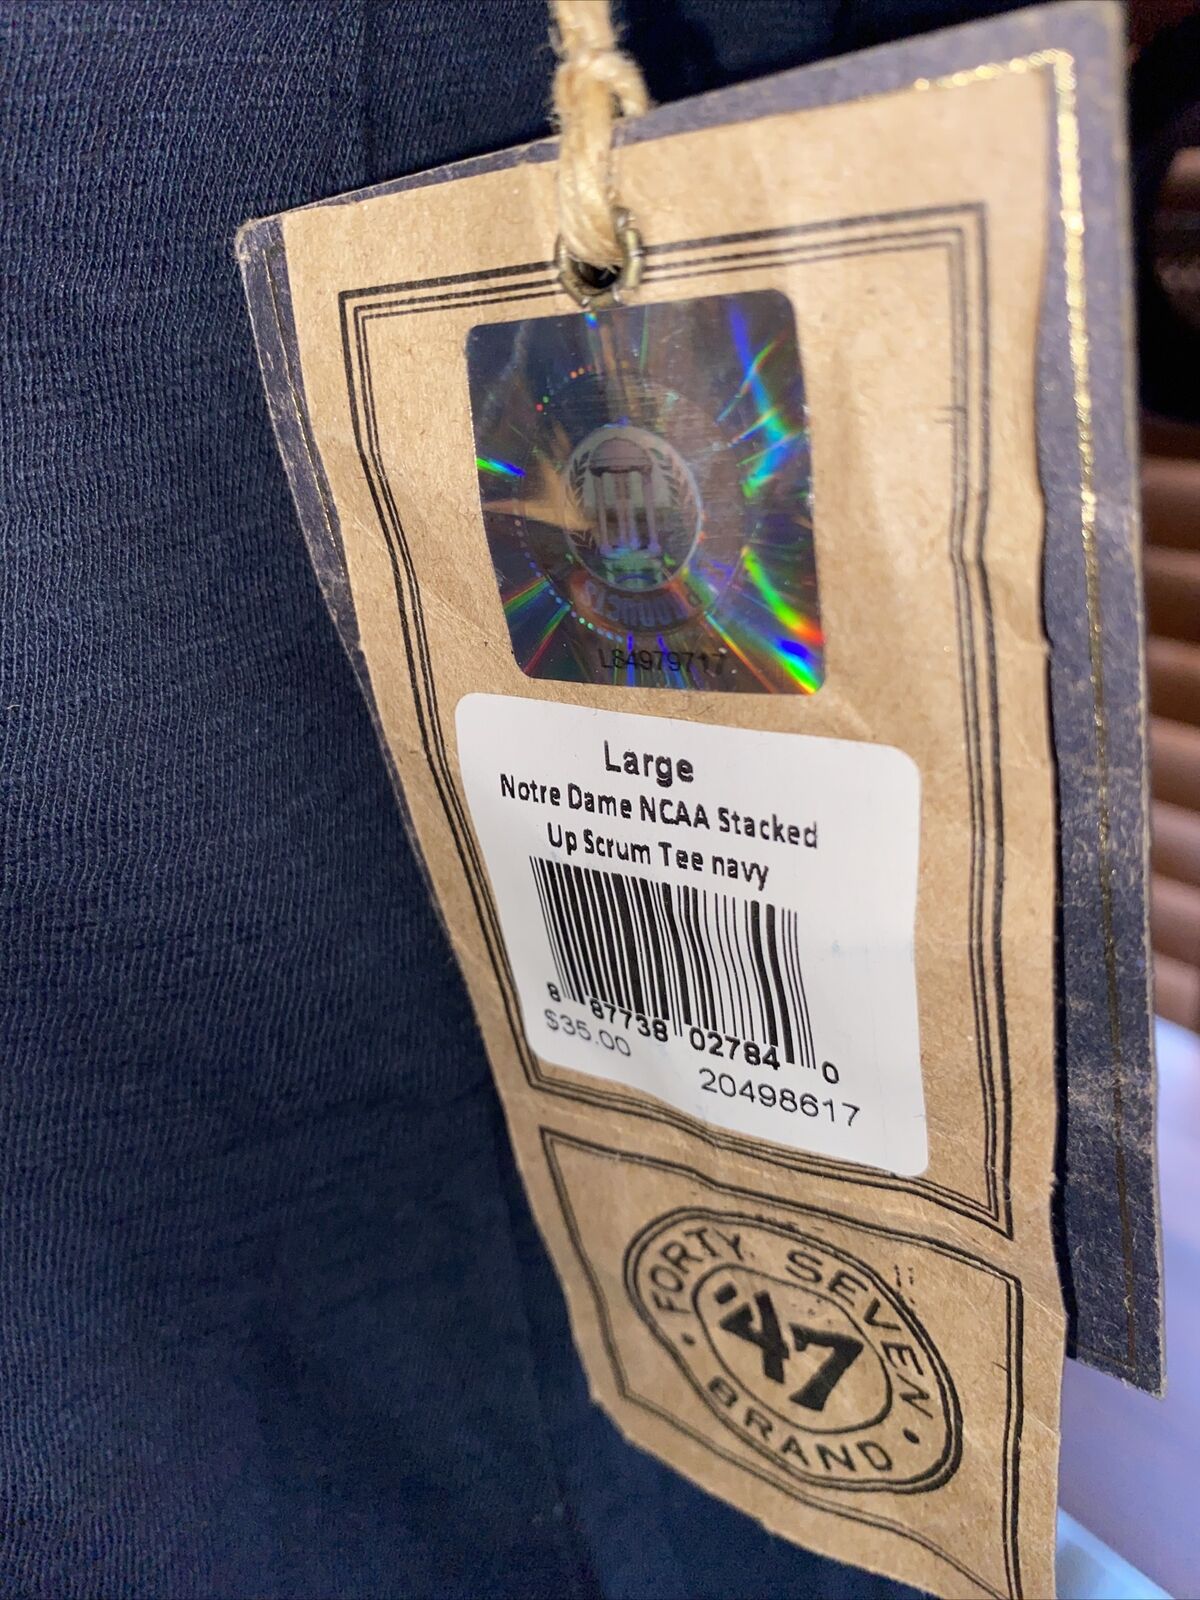 LS4979717
Large
Notre Dame NCAA Stacked
Up Scrum Tee navy
8 87738 02784 0
$35.00
20498617
FORTY SEVEN
'47
BRAND